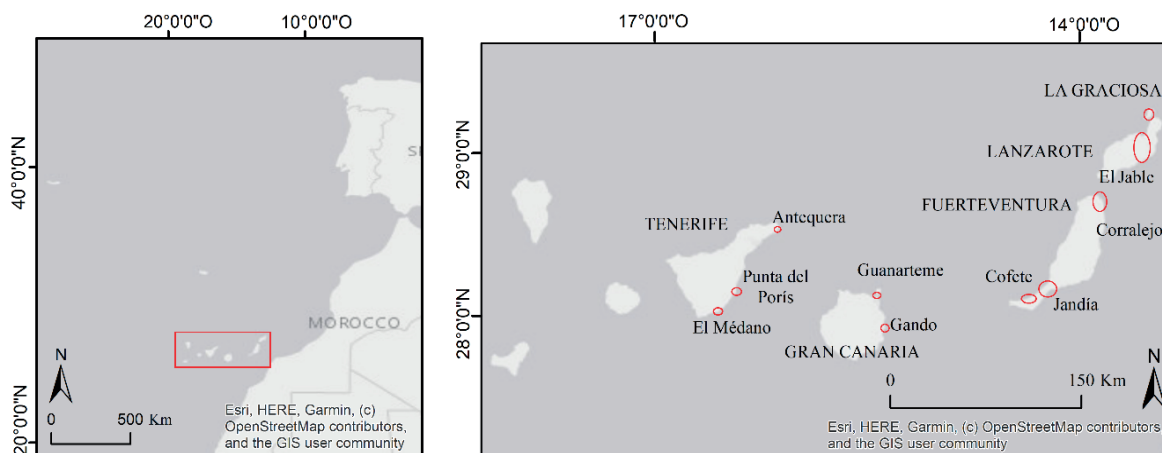 20°0'0"O 10°0'0"O
40°0'0"N
MOROCCO
N
0 500 Km
20°0'0"N
Esri, HERE, Garmin, (c)
OpenStreetMap contributors,
and the GIS user community
17°0'0"O 14°0'0"O
LA GRACIOSA
29°0'0"N
LANZAROTE
El Jable
FUERTEVENTURA
Corralejo
TENERIFE
Antequera
Guanarteme
Cofete
Punta del
Porís
Jandía
28°0'0"N
El Médano
Gando
GRAN CANARIA
N
0 150 Km
Esri, HERE, Garmin, (c) OpenStreetMap contributors,
and the GIS user community